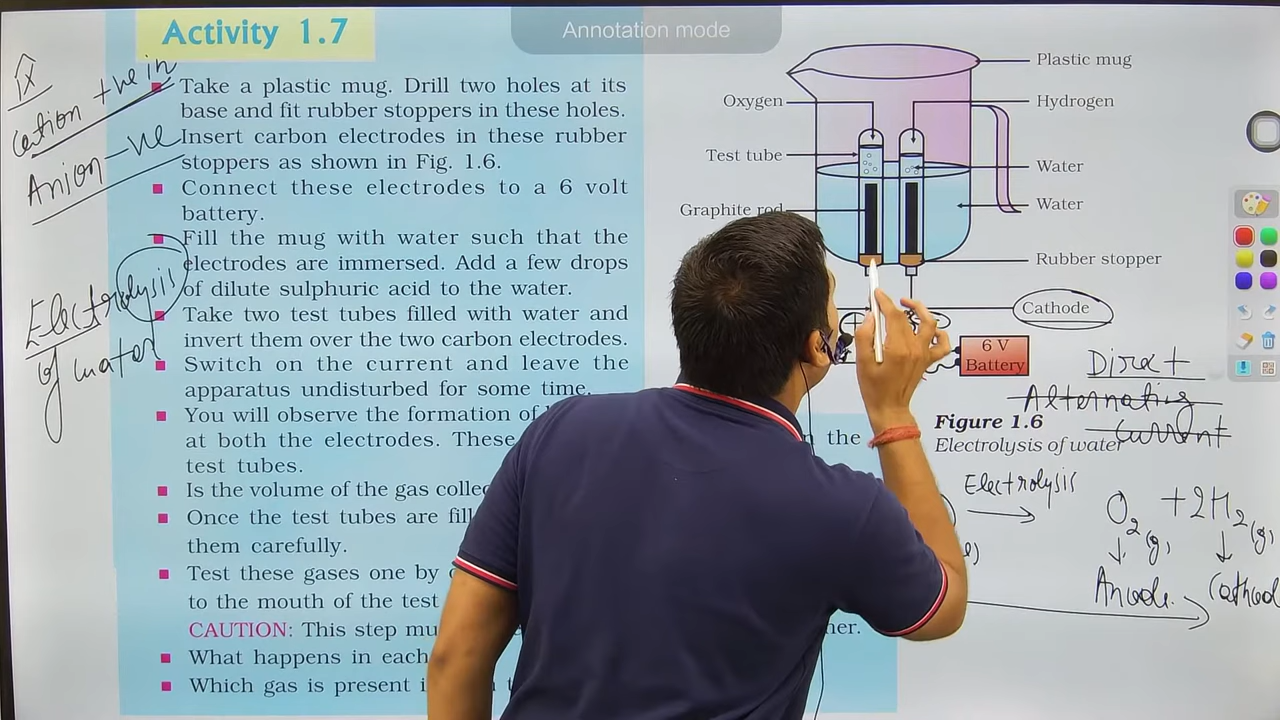 Annotation mode
Activity 1.7
Take a plastic mug. Drill two holes at its
base and fit rubber stoppers in these holes.
Insert carbon electrodes in these rubber
stoppers as shown in Fig. 1.6.
Connect these electrodes to a 6 volt
battery.
Fill the mug with water such that the
electrodes are immersed. Add a few drops
of dilute sulphuric acid to the water.
Take two test tubes filled with water and
invert them over the two carbon electrodes.
Switch on the current and leave the
apparatus undisturbed for some time.
You will observe the formation of
at both the electrodes. These the
test tubes.
Is the volume of the gas
Once the test tubes are
them carefully.
Test these gases one by
to the mouth of the test
CAUTION: This step
What happens in each
Which gas is present
IX
Cation +ve
Anion -ve
Electrolysis
of water
Plastic mug
Oxygen
Hydrogen
Test tube
Water
Graphite rod
Water
Rubber stopper
Cathode
6 V
Battery
Direct
Alternating
Current
Figure 1.6
Electrolysis of water
Electrolysis
O2(g) + 2H2(g)
Anode